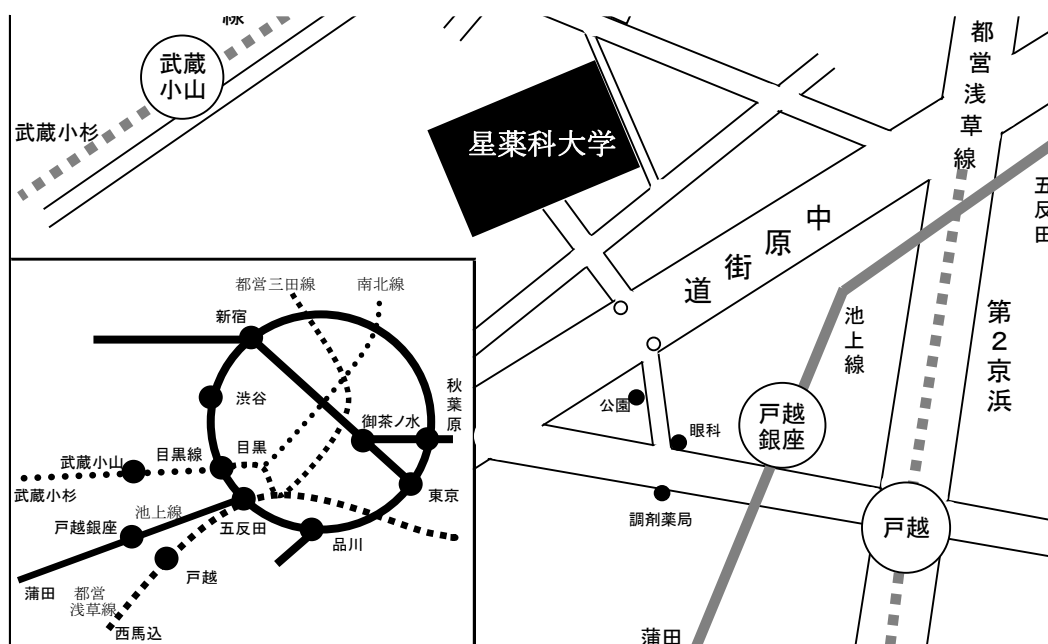 線
武蔵
小山
武蔵小杉
星薬科大学
都営浅草線
五反田
中原街道
池上線
第2京浜
公園
眼科
戸越
銀座
調剤薬局
戸越
蒲田
都営三田線
南北線
新宿
渋谷
秋葉原
御茶ノ水
目黒
目黒線
武蔵小山
武蔵小杉
東京
池上線
五反田
戸越銀座
品川
戸越
蒲田
都営
浅草線
西馬込